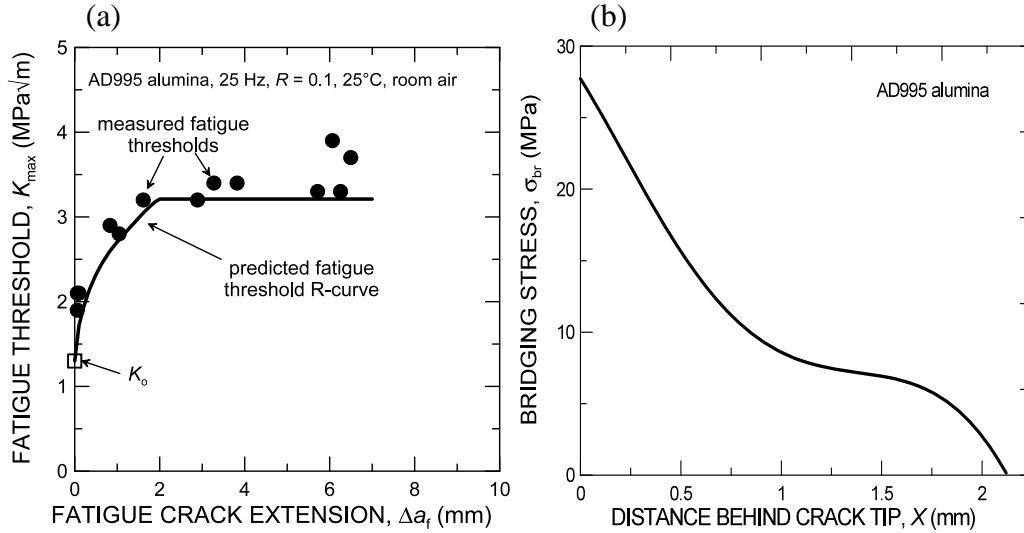 (a)
FATIGUE THRESHOLD, Kmax (MPa√m)
5
4
3
2
1
0
AD995 alumina, 25 Hz, R = 0.1, 25°C, room air
measured fatigue
thresholds
predicted fatigue
threshold R-curve
Ko
0 2 4 6 8 10
FATIGUE CRACK EXTENSION, Δaf (mm)
(b)
BRIDGING STRESS, σbr (MPa)
30
20
10
0
AD995 alumina
0 0.5 1 1.5 2
DISTANCE BEHIND CRACK TIP, X (mm)